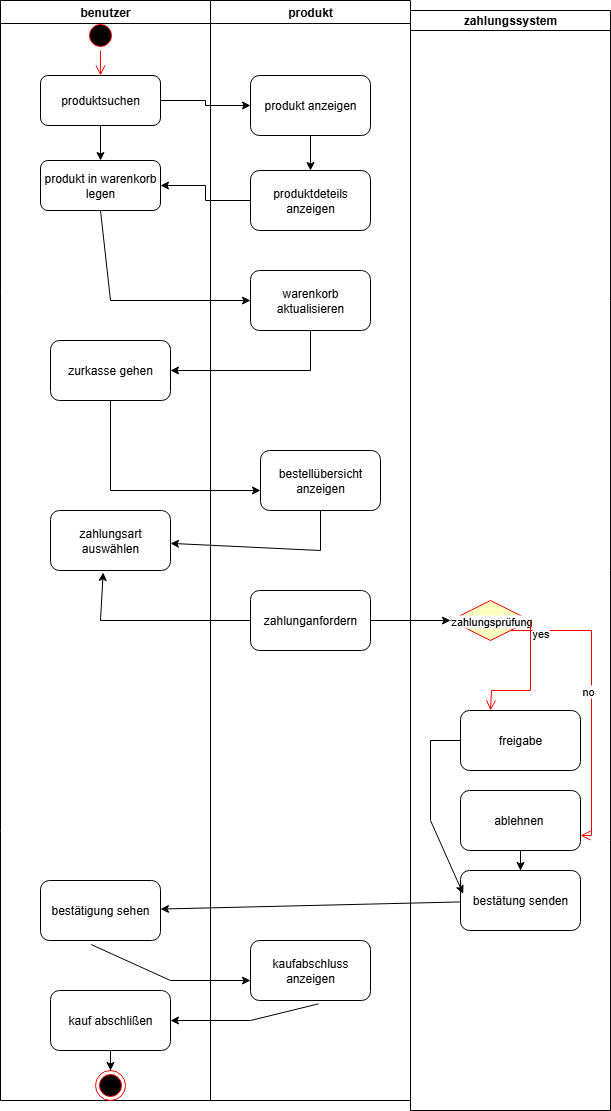 benutzer
produkt
zahlungssystem
produktsuchen
produkt anzeigen
produkt in warenkorb
legen
produktdeteils
anzeigen
warenkorb
aktualisieren
zurkasse gehen
bestellübersicht
anzeigen
zahlungsart
auswählen
zahlunganfordern
zahlungsprüfung
yes
no
freigabe
ablehnen
bestätung senden
bestätigung sehen
kaufabschluss
anzeigen
kauf abschlißen